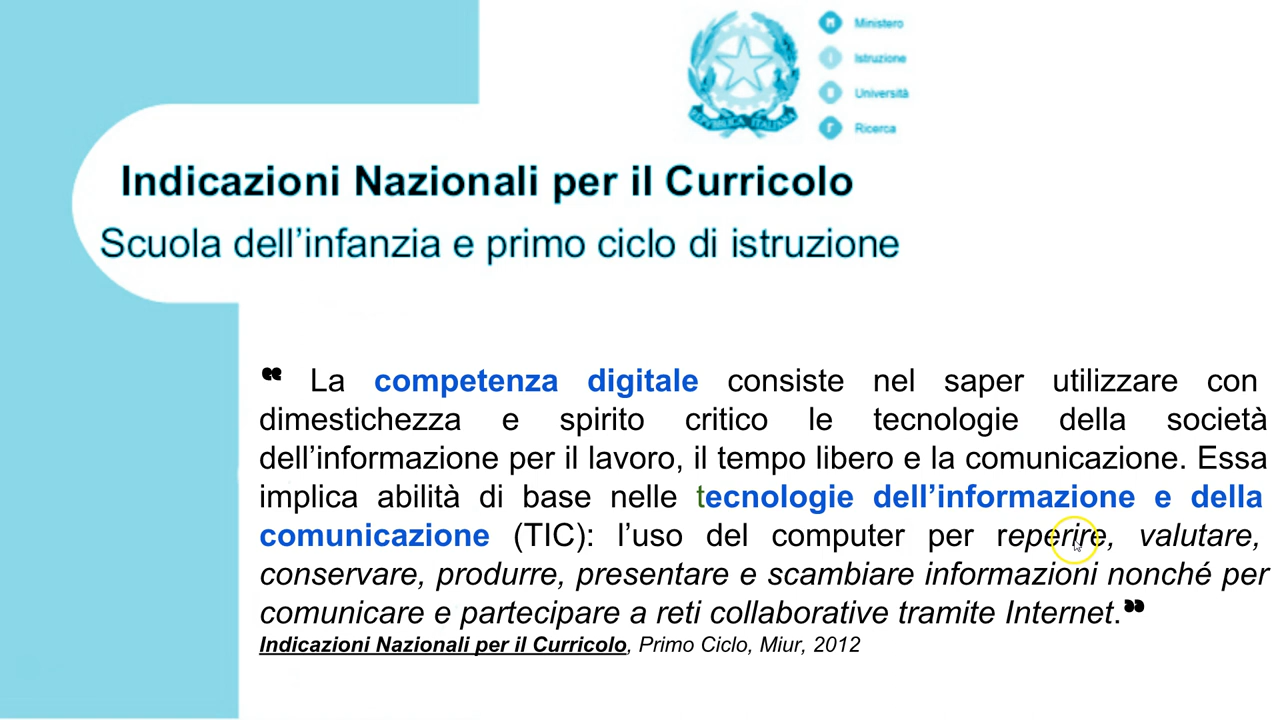 Ministero
Istruzione
Università
Ricerca
REPVBBLICA ITALIANA
Indicazioni Nazionali per il Curricolo
Scuola dell’infanzia e primo ciclo di istruzione
❝ La competenza digitale consiste nel saper utilizzare con
dimestichezza e spirito critico le tecnologie della società
dell’informazione per il lavoro, il tempo libero e la comunicazione. Essa
implica abilità di base nelle tecnologie dell’informazione e della
comunicazione (TIC): l’uso del computer per reperire, valutare,
conservare, produrre, presentare e scambiare informazioni nonché per
comunicare e partecipare a reti collaborative tramite Internet.❞
Indicazioni Nazionali per il Curricolo, Primo Ciclo, Miur, 2012